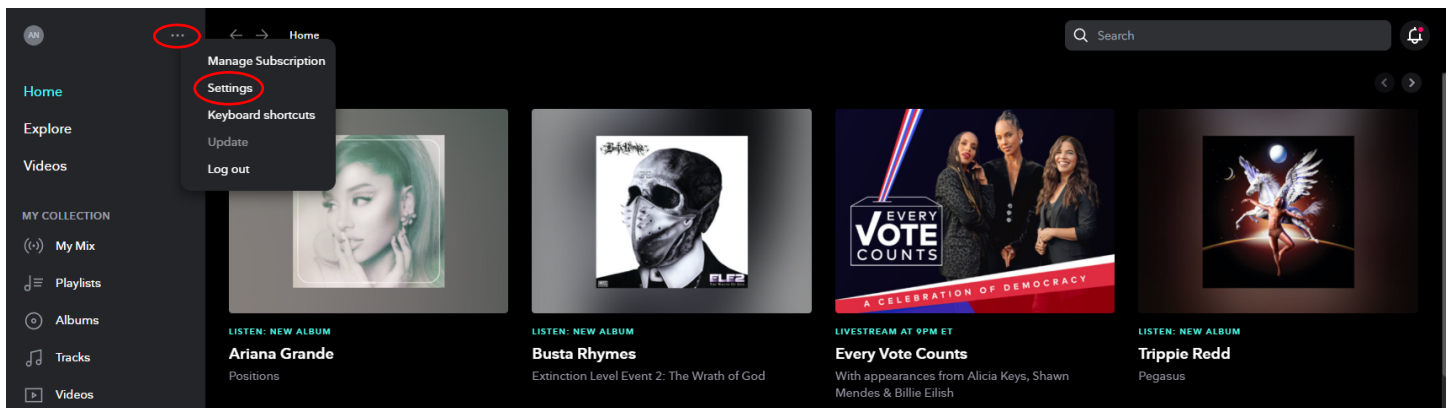 AN
...
Home
Search
Manage Subscription
Settings
Keyboard shortcuts
Update
Log out
Home
Explore
Videos
MY COLLECTION
My Mix
Playlists
Albums
Tracks
Videos
ELE2
EVERY
VOTE
COUNTS
A CELEBRATION OF DEMOCRACY
LISTEN: NEW ALBUM
Ariana Grande
Positions
LISTEN: NEW ALBUM
Busta Rhymes
Extinction Level Event 2: The Wrath of God
LIVESTREAM AT 9PM ET
Every Vote Counts
With appearances from Alicia Keys, Shawn
Mendes & Billie Eilish
LISTEN: NEW ALBUM
Trippie Redd
Pegasus